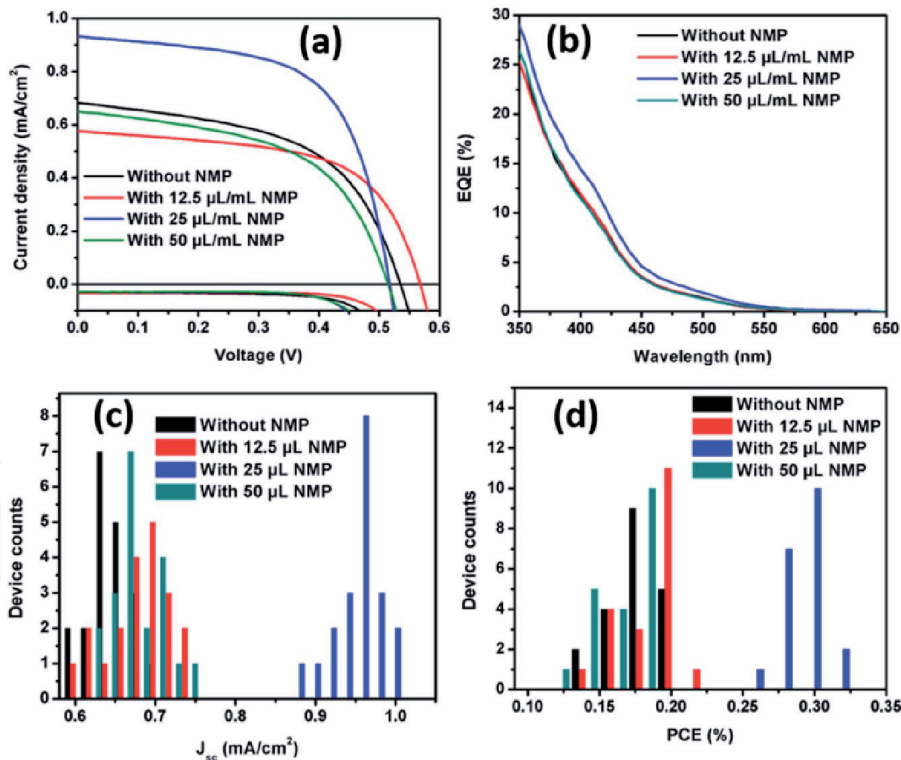 (a)
Current density (mA/cm²)
1.0
0.8
0.6
0.4
0.2
0.0
Without NMP
With 12.5 µL/mL NMP
With 25 µL/mL NMP
With 50 µL/mL NMP
0.0 0.1 0.2 0.3 0.4 0.5 0.6
Voltage (V)
(b)
EQE (%)
30
25
20
15
10
5
0
Without NMP
With 12.5 µL/mL NMP
With 25 µL/mL NMP
With 50 µL/mL NMP
350 400 450 500 550 600 650
Wavelength (nm)
(c)
Device counts
8
7
6
5
4
3
2
1
0
Without NMP
With 12.5 µL NMP
With 25 µL NMP
With 50 µL NMP
0.6 0.7 0.8 0.9 1.0
Jsc (mA/cm²)
(d)
Device counts
14
12
10
8
6
4
2
0
Without NMP
With 12.5 µL NMP
With 25 µL NMP
With 50 µL NMP
0.10 0.15 0.20 0.25 0.30 0.35
PCE (%)